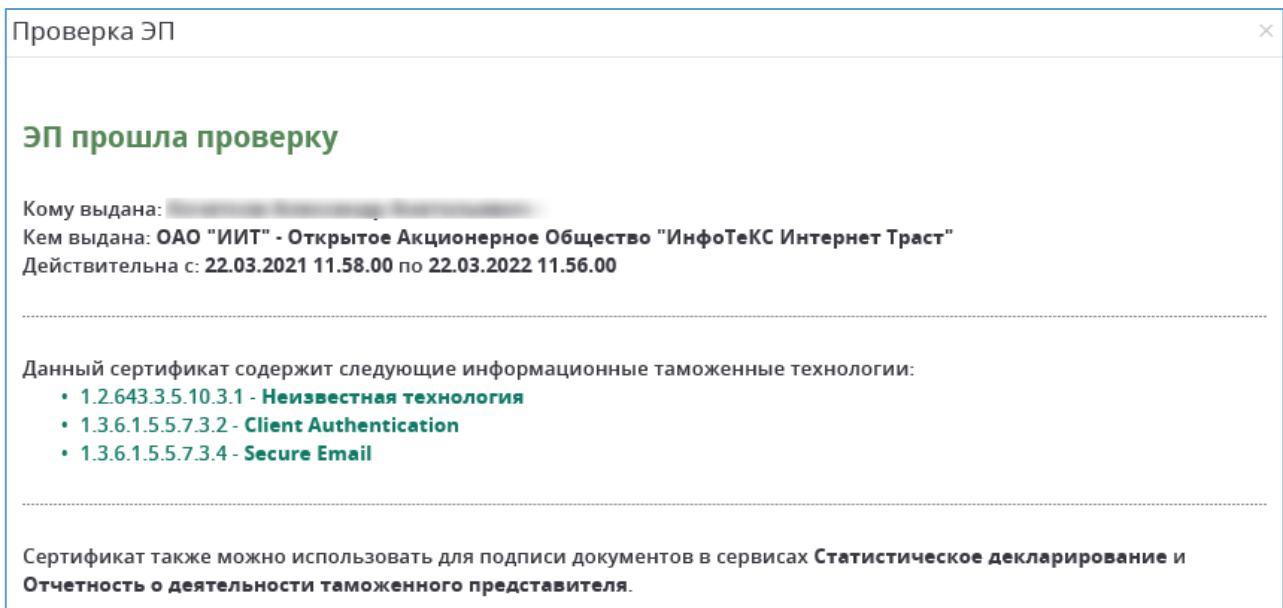 Проверка ЭП
ЭП прошла проверку
Кому выдана:
Кем выдана: ОАО "ИИТ" - Открытое Акционерное Общество "ИнфоТеКС Интернет Траст"
Действительна с: 22.03.2021 11.58.00 по 22.03.2022 11.56.00
Данный сертификат содержит следующие информационные таможенные технологии:
• 1.2.643.3.5.10.3.1 - Неизвестная технология
• 1.3.6.1.5.5.7.3.2 - Client Authentication
• 1.3.6.1.5.5.7.3.4 - Secure Email
Сертификат также можно использовать для подписи документов в сервисах Статистическое декларирование и
Отчетность о деятельности таможенного представителя.